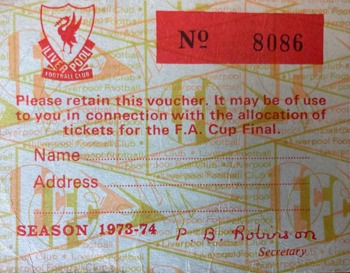 LIVERPOOL
FOOTBALL CLUB
Nº 8086
Please retain this voucher. It may be of use
to you in connection with the allocation of
tickets for the F.A. Cup Final.
Name
Address
SEASON 1973-74 P B Robinson
Secretary